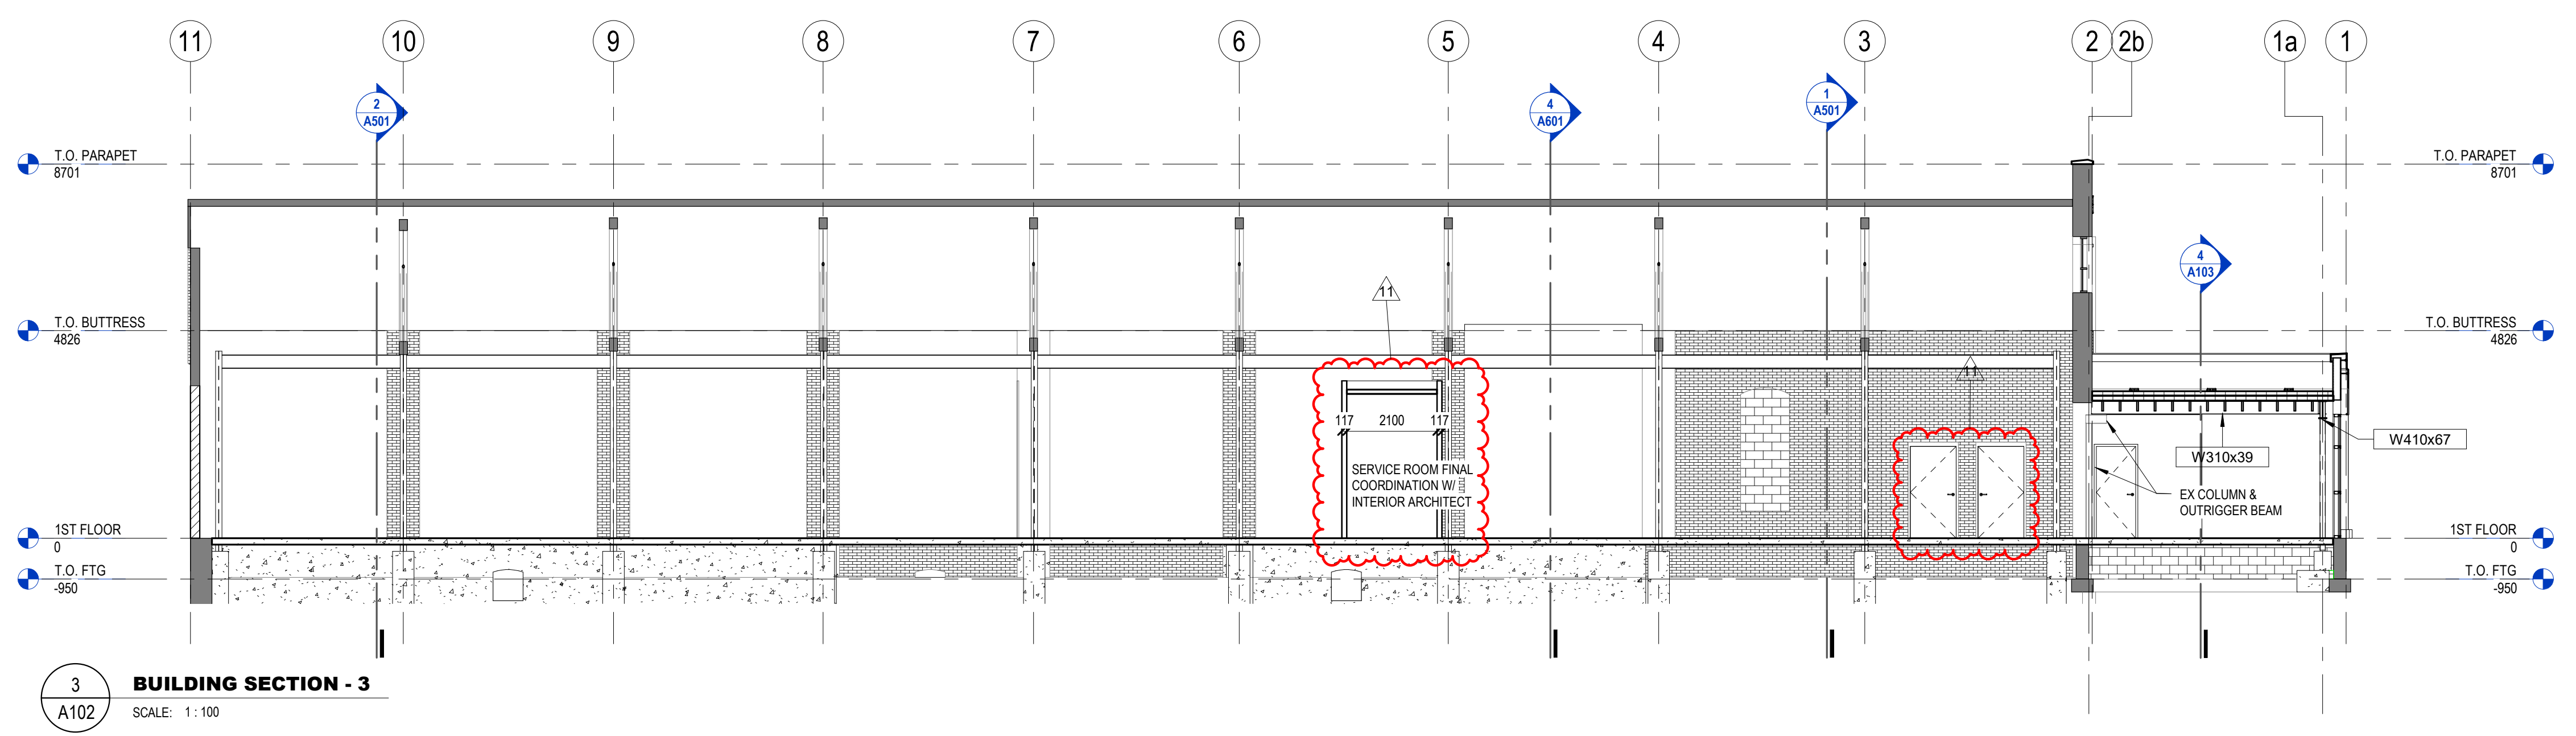 11 10 9 8 7 6 5 4 3 2 2b 1a 1
2
A501
4
A601
1
A501
4
A103
T.O. PARAPET
8701
T.O. PARAPET
8701
T.O. BUTTRESS
4826
T.O. BUTTRESS
4826
11
11
117 2100 117
SERVICE ROOM FINAL
COORDINATION W/
INTERIOR ARCHITECT
W410x67
W310x39
EX COLUMN &
OUTRIGGER BEAM
1ST FLOOR
0
1ST FLOOR
0
T.O. FTG
-950
T.O. FTG
-950
3
A102
BUILDING SECTION - 3
SCALE: 1 : 100